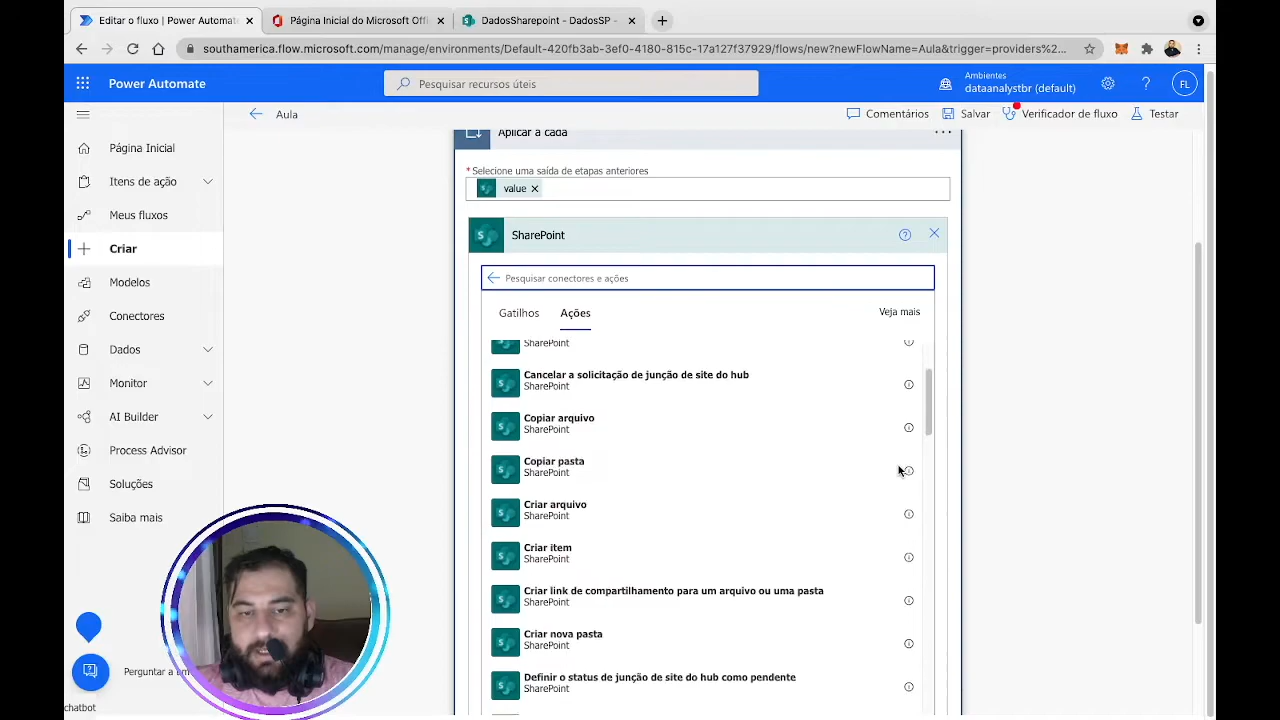 Editar o fluxo | Power Automate
Página Inicial do Microsoft Offi
DadosSharepoint - DadosSP -
southamerica.flow.microsoft.com/manage/environments/Default-420fb3ab-3ef0-4180-815c-17a127f37929/flows/new?newFlowName=Aula&trigger=providers%2...
Power Automate
Pesquisar recursos úteis
Ambientes
dataanalystbr (default)
FL
Aula
Comentários
Salvar
Verificador de fluxo
Testar
Página Inicial
Itens de ação
Meus fluxos
Criar
Modelos
Conectores
Dados
Monitor
AI Builder
Process Advisor
Soluções
Saiba mais
Perguntar a
chatbot
Aplicar a cada
* Selecione uma saída de etapas anteriores
value
SharePoint
Pesquisar conectores e ações
Gatilhos
Ações
Veja mais
SharePoint
Cancelar a solicitação de junção de site do hub
SharePoint
Copiar arquivo
SharePoint
Copiar pasta
SharePoint
Criar arquivo
SharePoint
Criar item
SharePoint
Criar link de compartilhamento para um arquivo ou uma pasta
SharePoint
Criar nova pasta
SharePoint
Definir o status de junção de site do hub como pendente
SharePoint